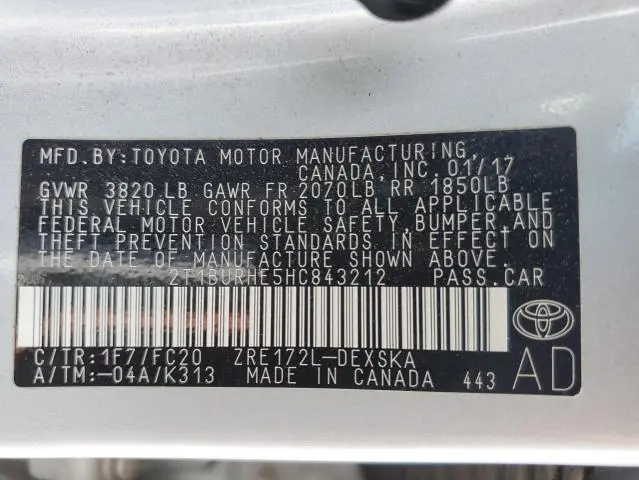 MFD.BY:TOYOTA MOTOR MANUFACTURING,
CANADA, INC. 01/17
GVWR 3820 LB GAWR FR 2070LB RR 1850LB
THIS VEHICLE CONFORMS TO ALL APPLICABLE
FEDERAL MOTOR VEHICLE SAFETY, BUMPER, AND
THEFT PREVENTION STANDARDS IN EFFECT ON
THE DATE OF MANUFACTURE SHOWN ABOVE.
2T1BURHE5HC843212 PASS.CAR
C/TR:1F7/FC20 ZRE172L-DEXSKA
A/TM:-04A/K313 MADE IN CANADA 443
AD